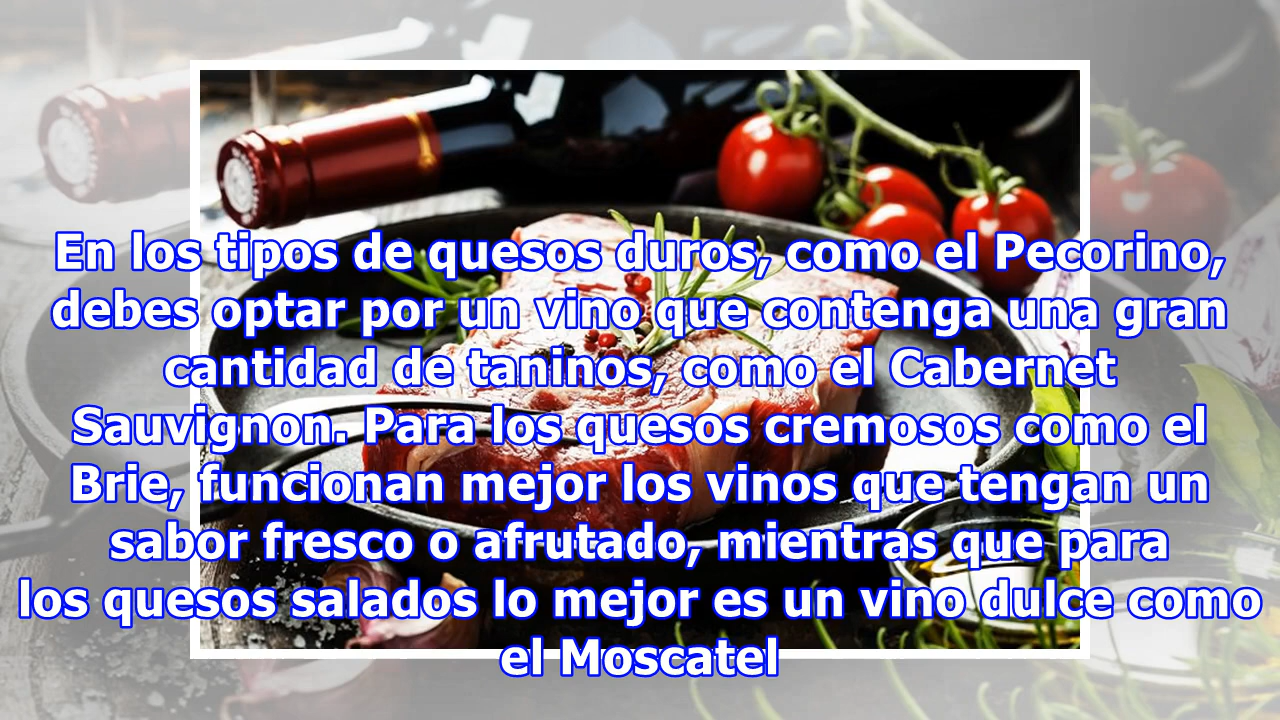 En los tipos de quesos duros, como el Pecorino,
debes optar por un vino que contenga una gran
cantidad de taninos, como el Cabernet
Sauvignon. Para los quesos cremosos como el
Brie, funcionan mejor los vinos que tengan un
sabor fresco o afrutado, mientras que para
los quesos salados lo mejor es un vino dulce como
el Moscatel